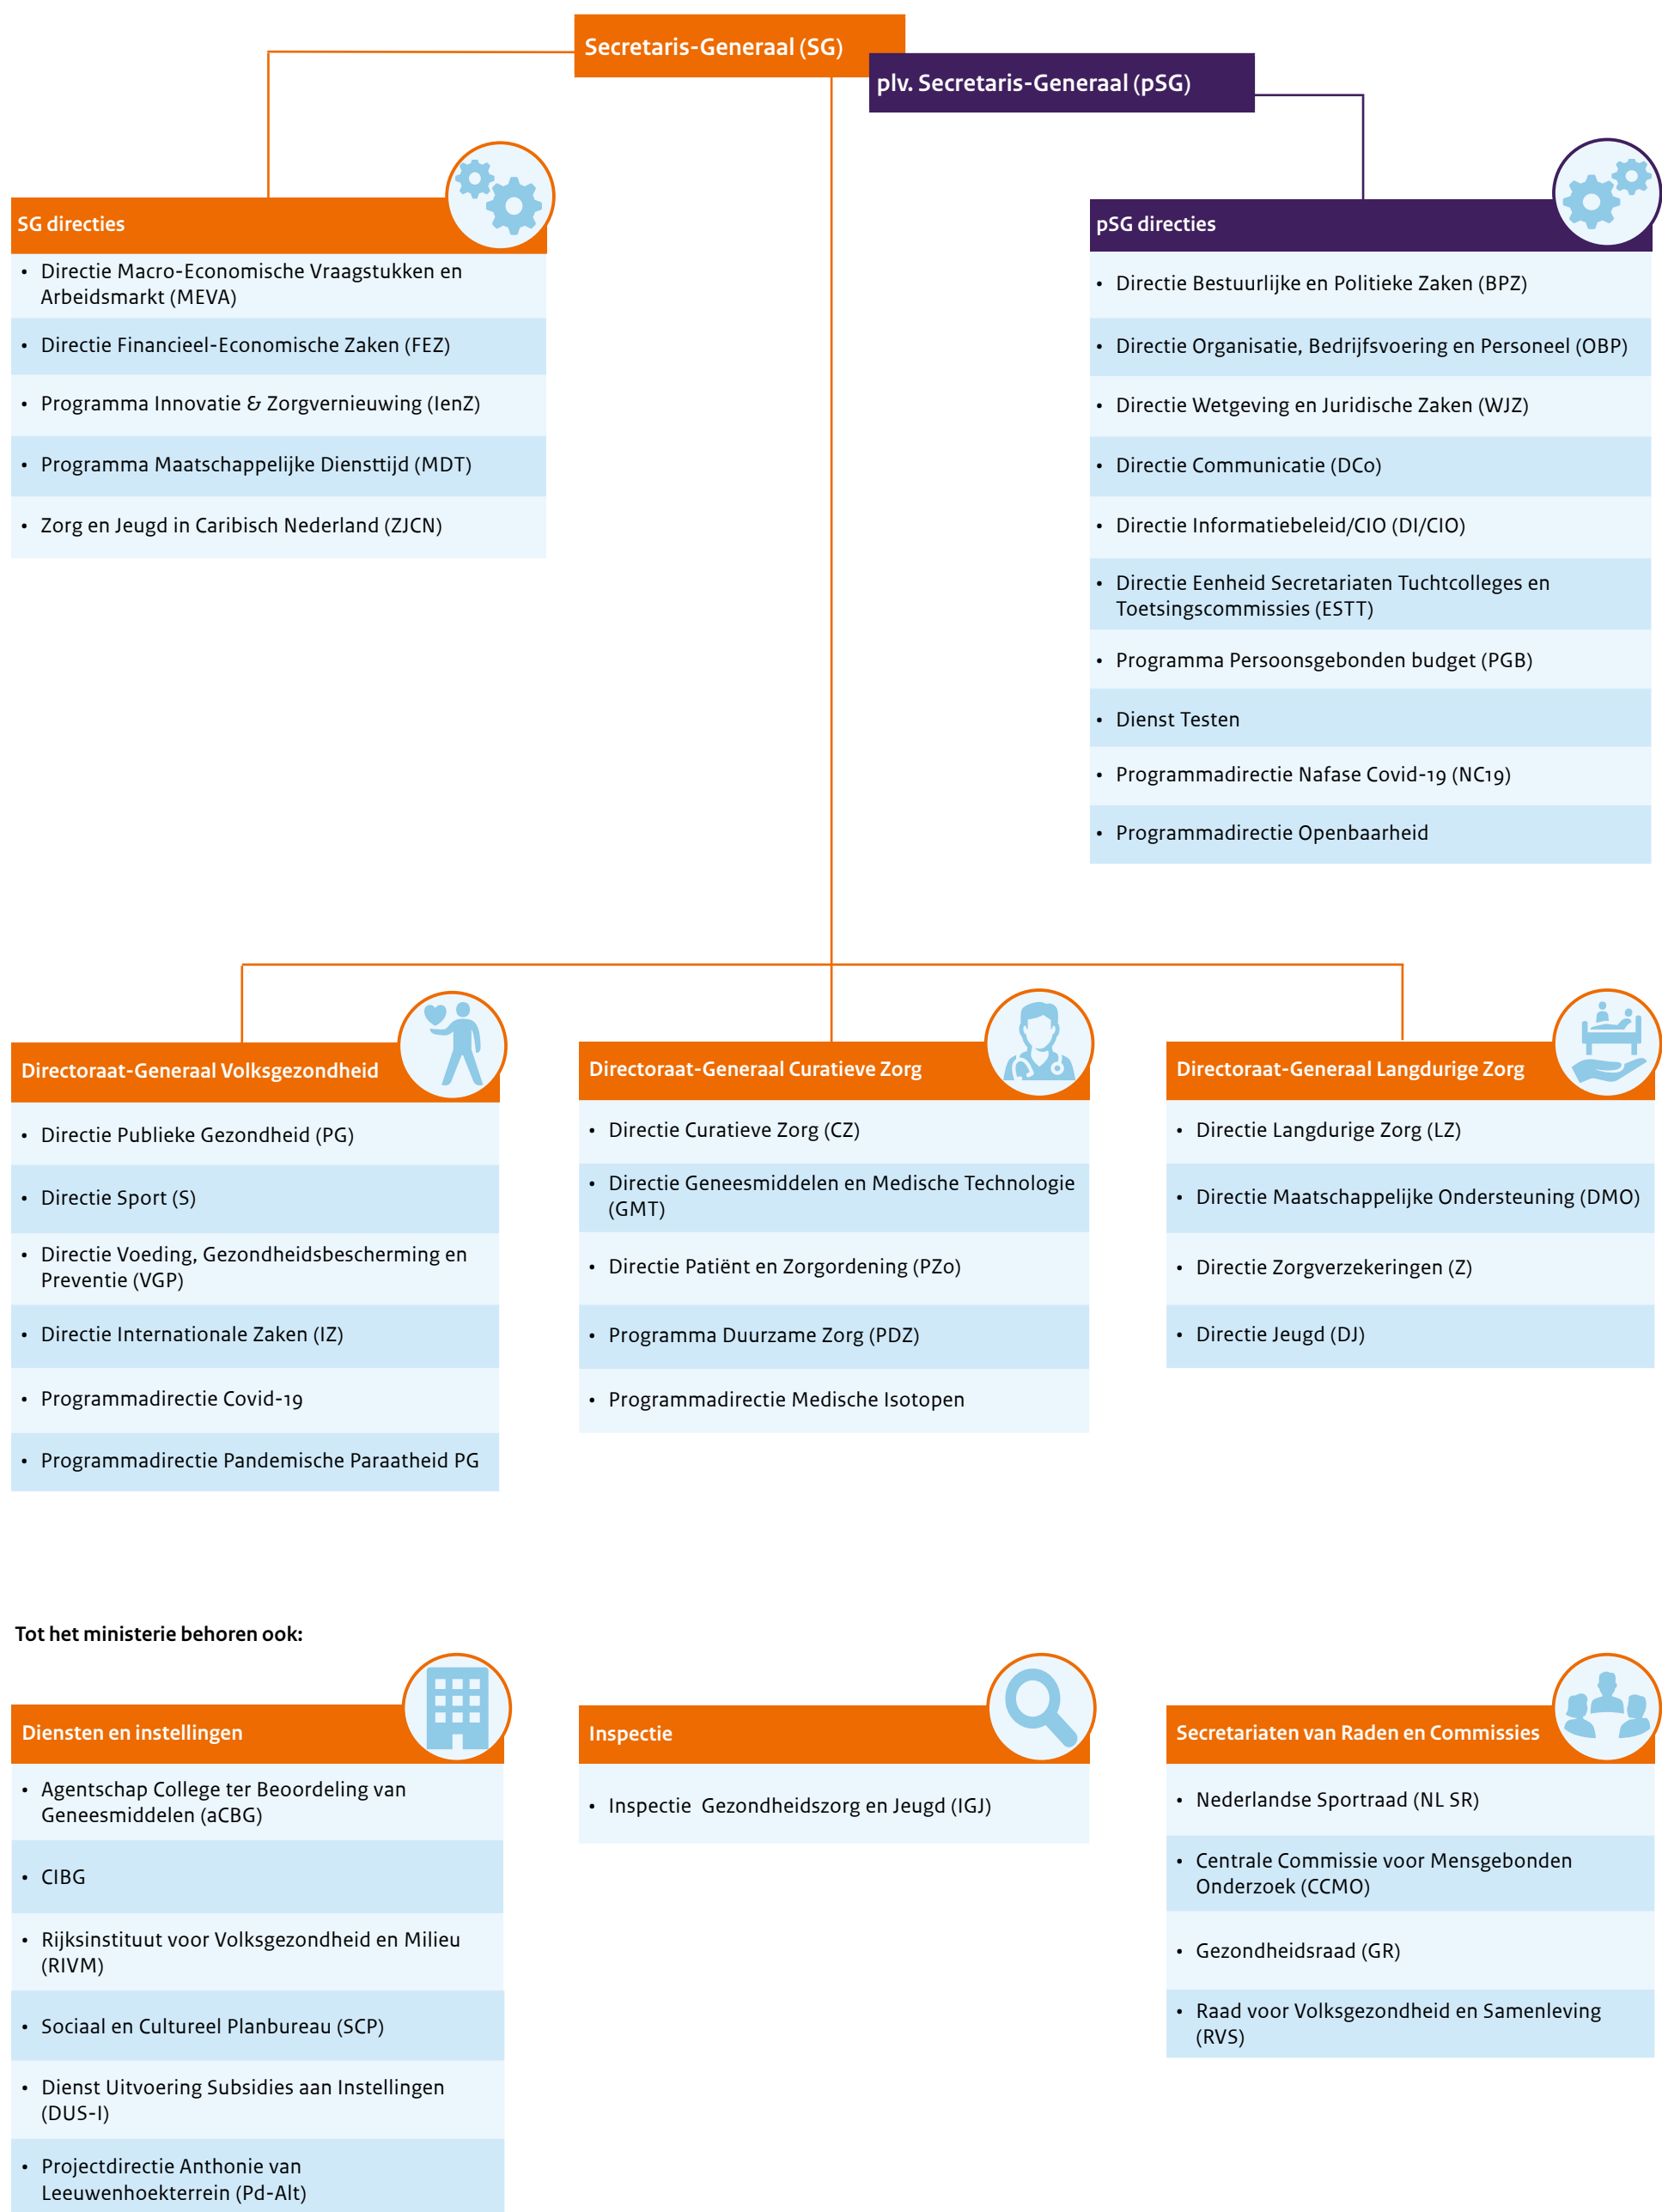 Secretaris-Generaal (SG)
plv. Secretaris-Generaal (pSG)
SG directies
• Directie Macro-Economische Vraagstukken en
Arbeidsmarkt (MEVA)
• Directie Financieel-Economische Zaken (FEZ)
• Programma Innovatie & Zorgvernieuwing (IenZ)
• Programma Maatschappelijke Diensttijd (MDT)
• Zorg en Jeugd in Caribisch Nederland (ZJCN)
pSG directies
• Directie Bestuurlijke en Politieke Zaken (BPZ)
• Directie Organisatie, Bedrijfsvoering en Personeel (OBP)
• Directie Wetgeving en Juridische Zaken (WJZ)
• Directie Communicatie (DCo)
• Directie Informatiebeleid/CIO (DI/CIO)
• Directie Eenheid Secretariaten Tuchtcolleges en
Toetsingscommissies (ESTT)
• Programma Persoonsgebonden budget (PGB)
• Dienst Testen
• Programmadirectie Nafase Covid-19 (NC19)
• Programmadirectie Openbaarheid
Directoraat-Generaal Volksgezondheid
• Directie Publieke Gezondheid (PG)
• Directie Sport (S)
• Directie Voeding, Gezondheidsbescherming en
Preventie (VGP)
• Directie Internationale Zaken (IZ)
• Programmadirectie Covid-19
• Programmadirectie Pandemische Paraatheid PG
Directoraat-Generaal Curatieve Zorg
• Directie Curatieve Zorg (CZ)
• Directie Geneesmiddelen en Medische Technologie
(GMT)
• Directie Patiënt en Zorgordening (PZo)
• Programma Duurzame Zorg (PDZ)
• Programmadirectie Medische Isotopen
Directoraat-Generaal Langdurige Zorg
• Directie Langdurige Zorg (LZ)
• Directie Maatschappelijke Ondersteuning (DMO)
• Directie Zorgverzekeringen (Z)
• Directie Jeugd (DJ)
Tot het ministerie behoren ook:
Diensten en instellingen
• Agentschap College ter Beoordeling van
Geneesmiddelen (aCBG)
• CIBG
• Rijksinstituut voor Volksgezondheid en Milieu
(RIVM)
• Sociaal en Cultureel Planbureau (SCP)
• Dienst Uitvoering Subsidies aan Instellingen
(DUS-I)
• Projectdirectie Anthonie van
Leeuwenhoekterrein (Pd-Alt)
Inspectie
• Inspectie Gezondheidszorg en Jeugd (IGJ)
Secretariaten van Raden en Commissies
• Nederlandse Sportraad (NL SR)
• Centrale Commissie voor Mensgebonden
Onderzoek (CCMO)
• Gezondheidsraad (GR)
• Raad voor Volksgezondheid en Samenleving
(RVS)